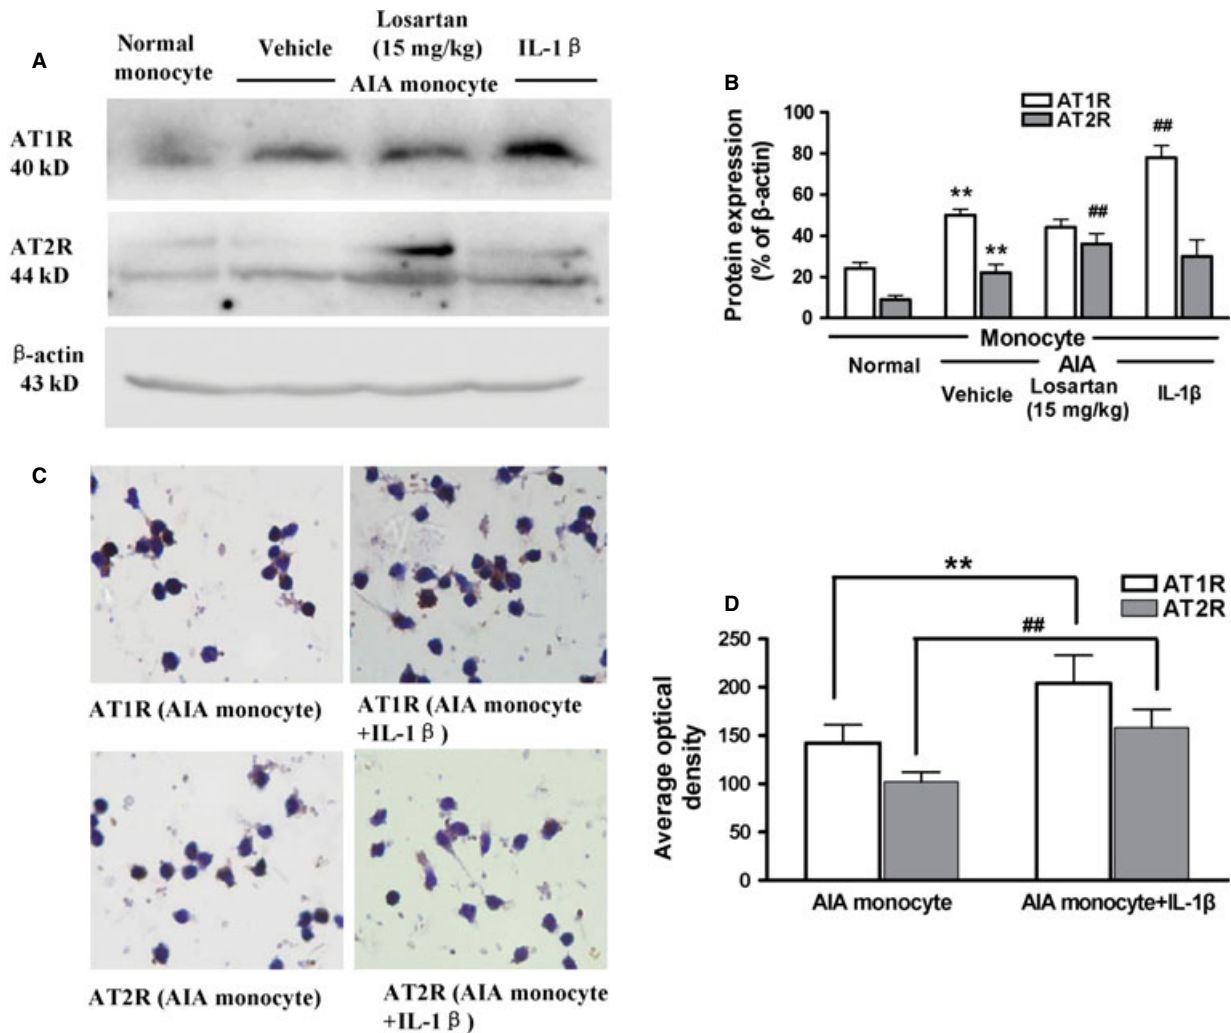 A
Normal
monocyte
Vehicle
Losartan
(15 mg/kg)
IL-1 β
AIA monocyte
AT1R
40 kD
AT2R
44 kD
β-actin
43 kD
B
Protein expression
(% of β-actin)
100
80
60
40
20
0
AT1R
AT2R
**
**
##
##
Monocyte
Normal
AIA
Vehicle
Losartan
(15 mg/kg)
IL-1β
C
AT1R (AIA monocyte)
AT1R (AIA monocyte
+IL-1 β )
AT2R (AIA monocyte)
AT2R (AIA monocyte
+IL-1 β )
D
Average optical
density
250
200
150
100
50
0
**
##
AT1R
AT2R
AIA monocyte
AIA monocyte+IL-1β